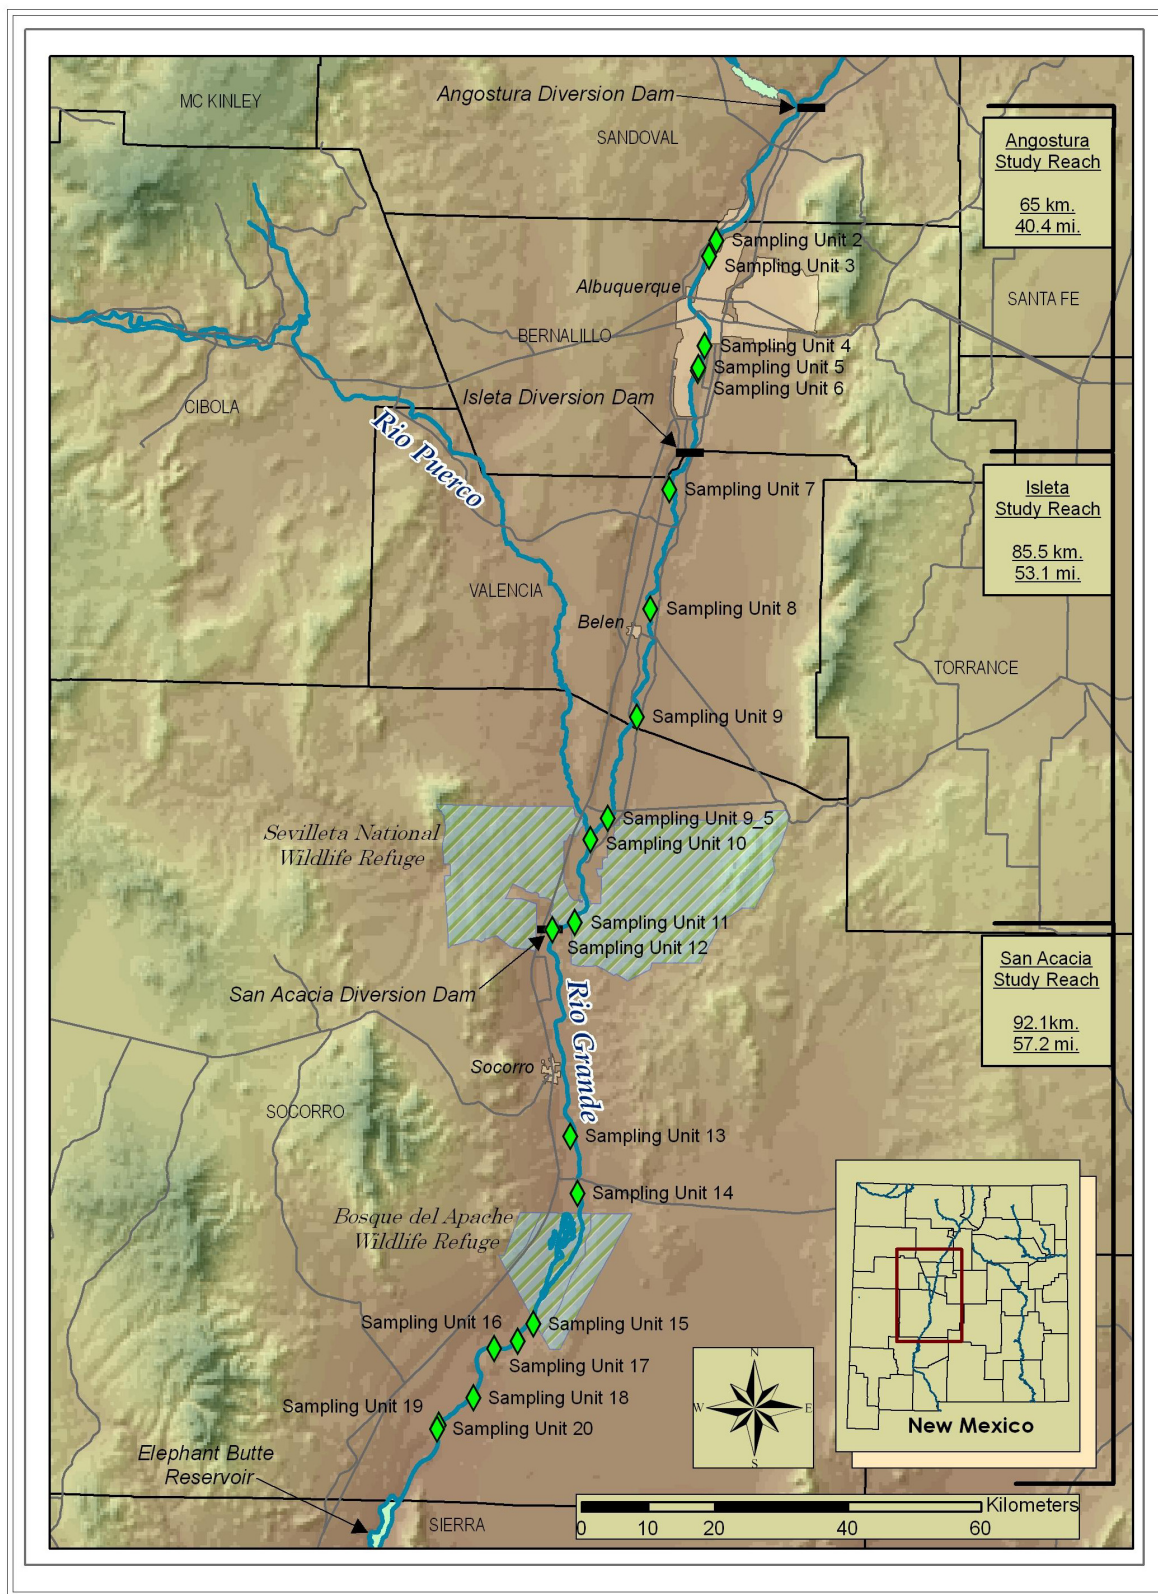 MC KINLEY
Angostura Diversion Dam
SANDOVAL
Angostura
Study Reach
65 km.
40.4 mi.
Sampling Unit 2
Sampling Unit 3
Albuquerque
SANTA FE
BERNALILLO
Sampling Unit 4
Sampling Unit 5
Sampling Unit 6
Isleta Diversion Dam
CIBOLA
Rio Puerco
Sampling Unit 7
Isleta
Study Reach
85.5 km.
53.1 mi.
VALENCIA
Sampling Unit 8
Belen
TORRANCE
Sampling Unit 9
Sampling Unit 9_5
Sevilleta National
Wildlife Refuge
Sampling Unit 10
Sampling Unit 11
Sampling Unit 12
San Acacia Diversion Dam
San Acacia
Study Reach
92.1km.
57.2 mi.
Rio Grande
Socorro
SOCORRO
Sampling Unit 13
Sampling Unit 14
Bosque del Apache
Wildlife Refuge
Sampling Unit 16
Sampling Unit 15
Sampling Unit 17
Sampling Unit 18
Sampling Unit 19
Sampling Unit 20
Elephant Butte
Reservoir
SIERRA
N
W
E
S
New Mexico
Kilometers
0 10 20 40 60